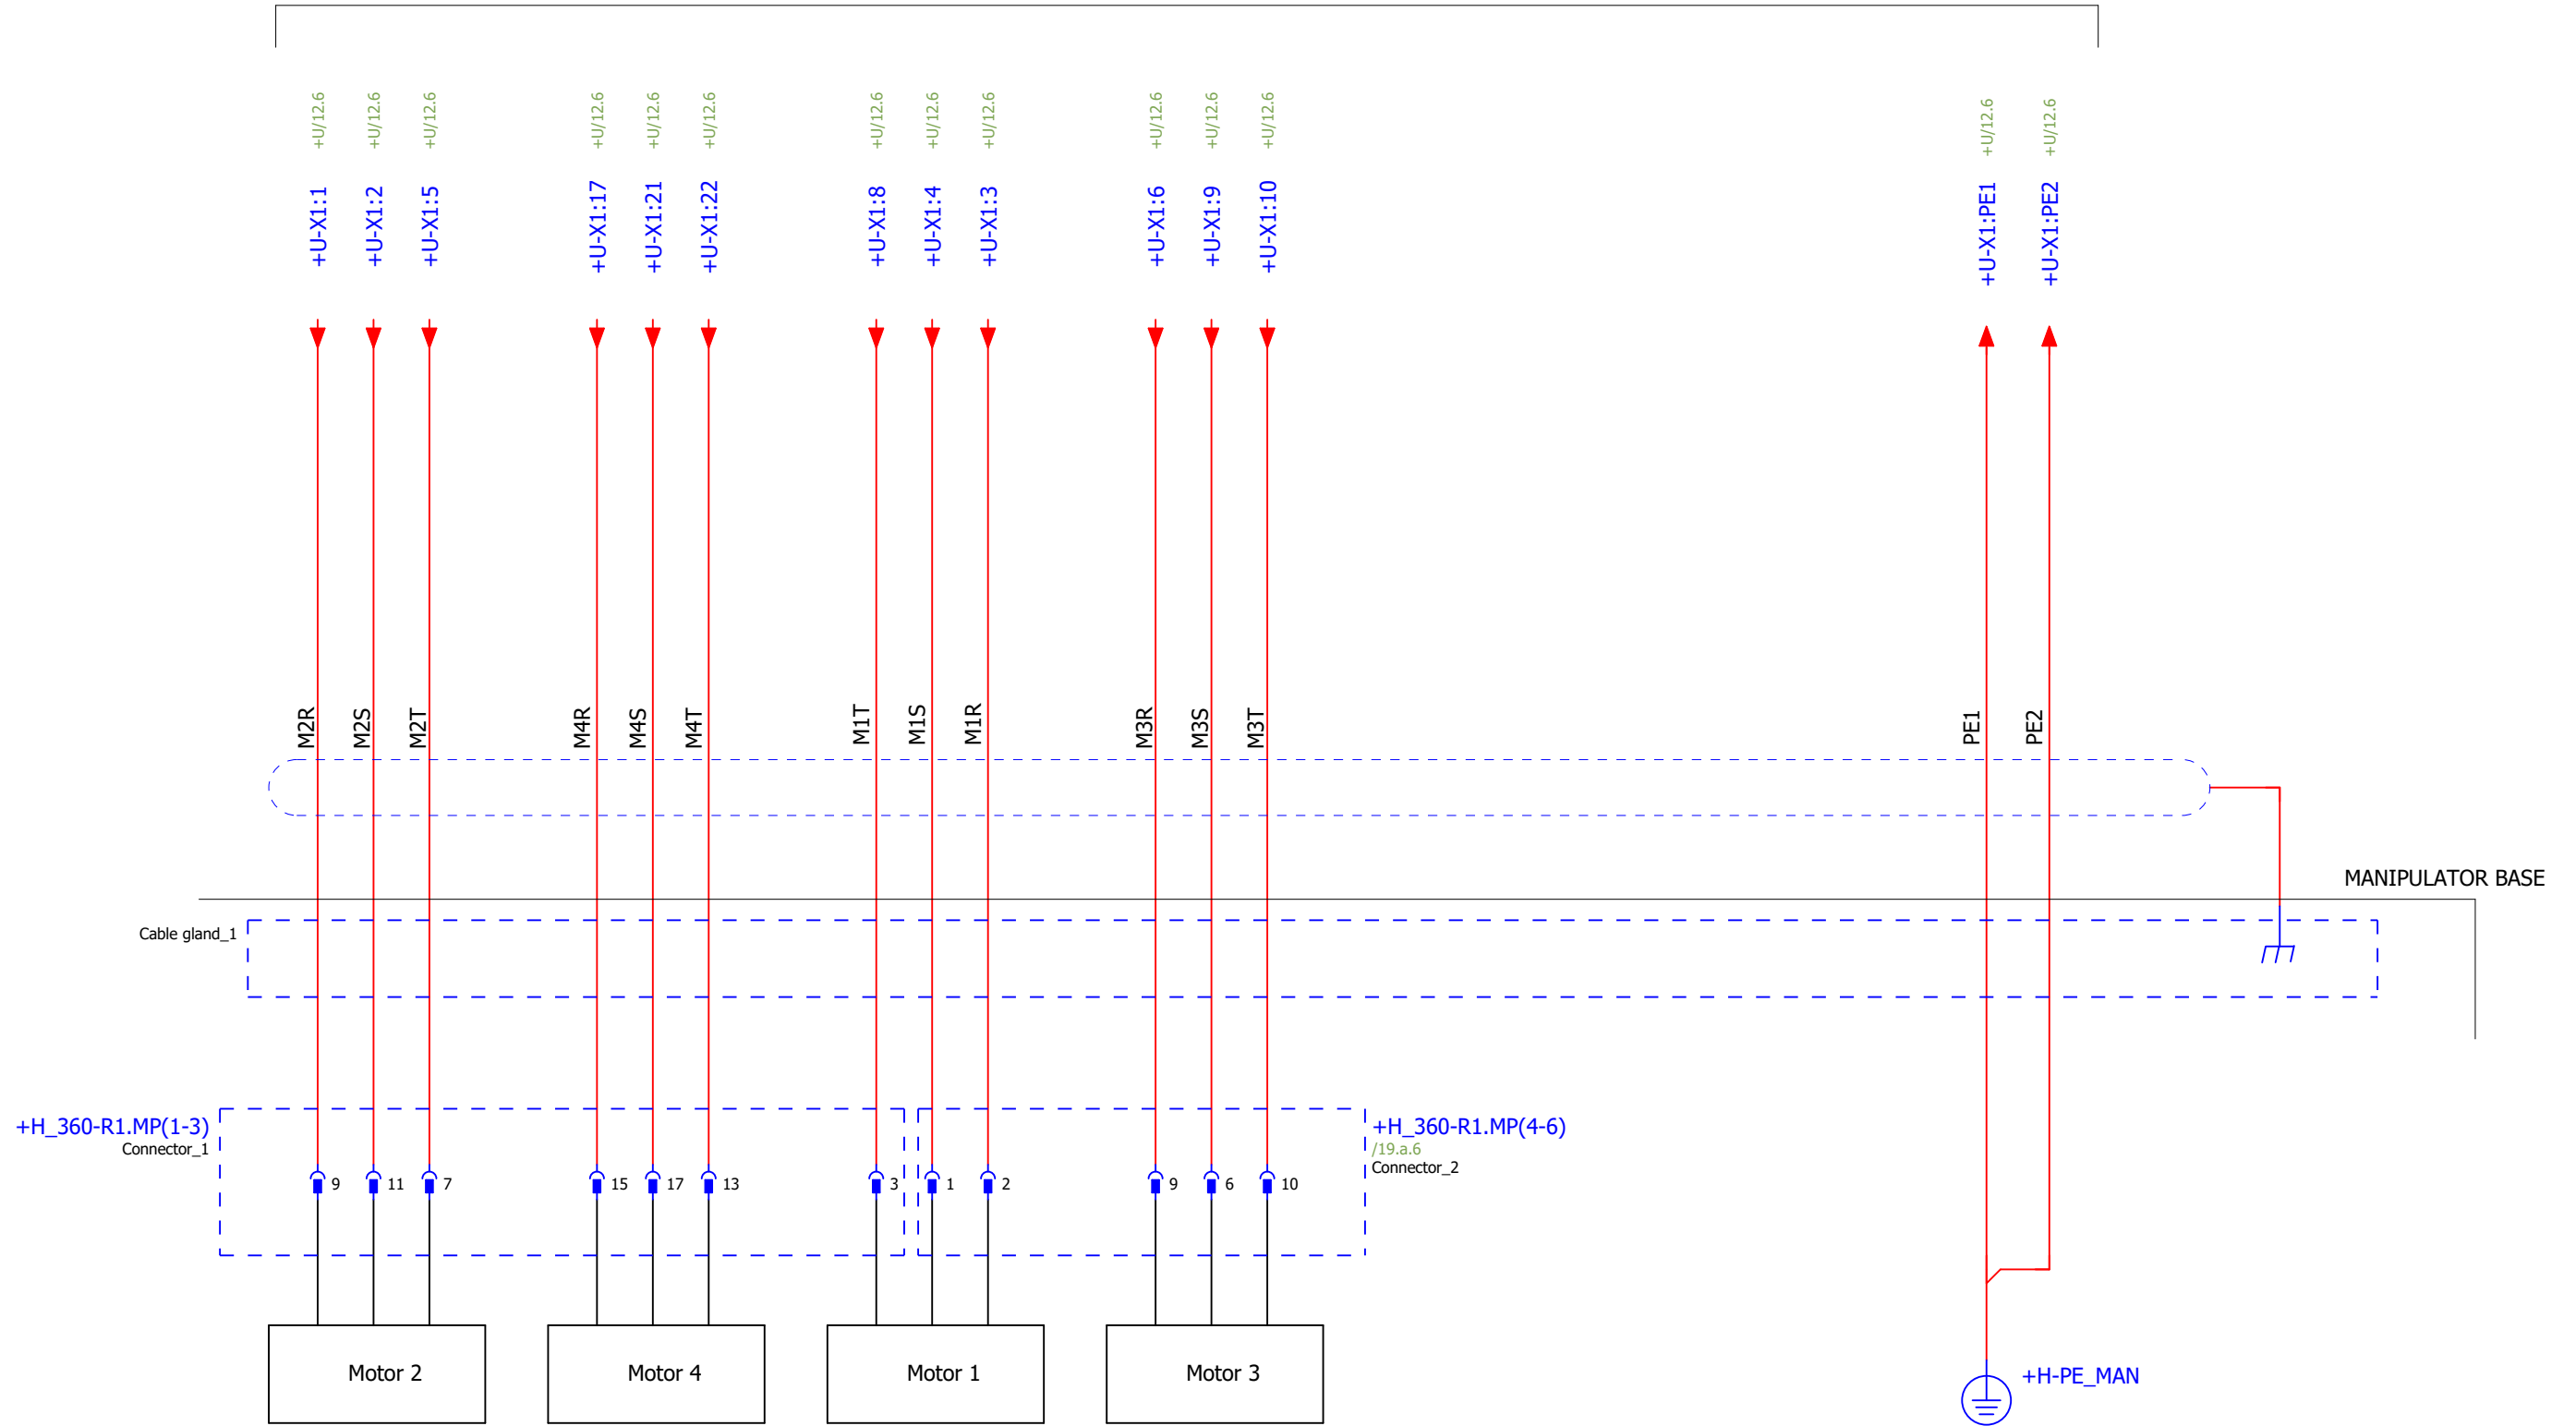 +U/12.6
+U/12.6
+U/12.6
+U/12.6
+U/12.6
+U/12.6
+U/12.6
+U/12.6
+U/12.6
+U/12.6
+U/12.6
+U/12.6
+U/12.6
+U/12.6
+U-X1:1
+U-X1:2
+U-X1:5
+U-X1:17
+U-X1:21
+U-X1:22
+U-X1:8
+U-X1:4
+U-X1:3
+U-X1:6
+U-X1:9
+U-X1:10
+U-X1:PE1
+U-X1:PE2
M2R
M2S
M2T
M4R
M4S
M4T
M1T
M1S
M1R
M3R
M3S
M3T
PE1
PE2
MANIPULATOR BASE
Cable gland_1
+H_360-R1.MP(1-3)
Connector_1
+H_360-R1.MP(4-6)
/19.a.6
Connector_2
9
11
7
15
17
13
3
1
2
9
6
10
Motor 2
Motor 4
Motor 1
Motor 3
+H-PE_MAN